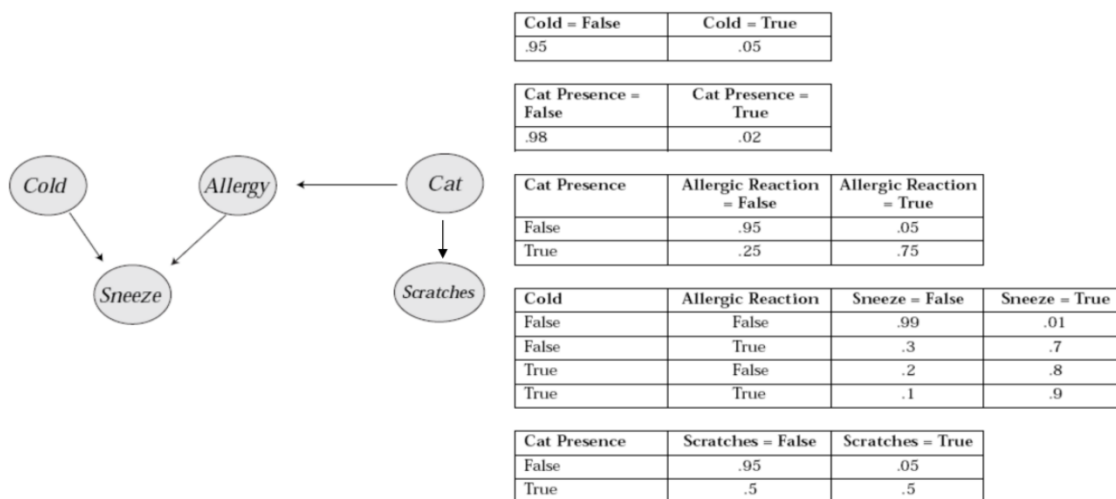 Cold = False Cold = True
.95 .05
Cat Presence = Cat Presence =
False True
.98 .02
Cold Allergy Cat
Sneeze Scratches
Cat Presence Allergic Reaction Allergic Reaction
= False = True
False .95 .05
True .25 .75
Cold Allergic Reaction Sneeze = False Sneeze = True
False False .99 .01
False True .3 .7
True False .2 .8
True True .1 .9
Cat Presence Scratches = False Scratches = True
False .95 .05
True .5 .5